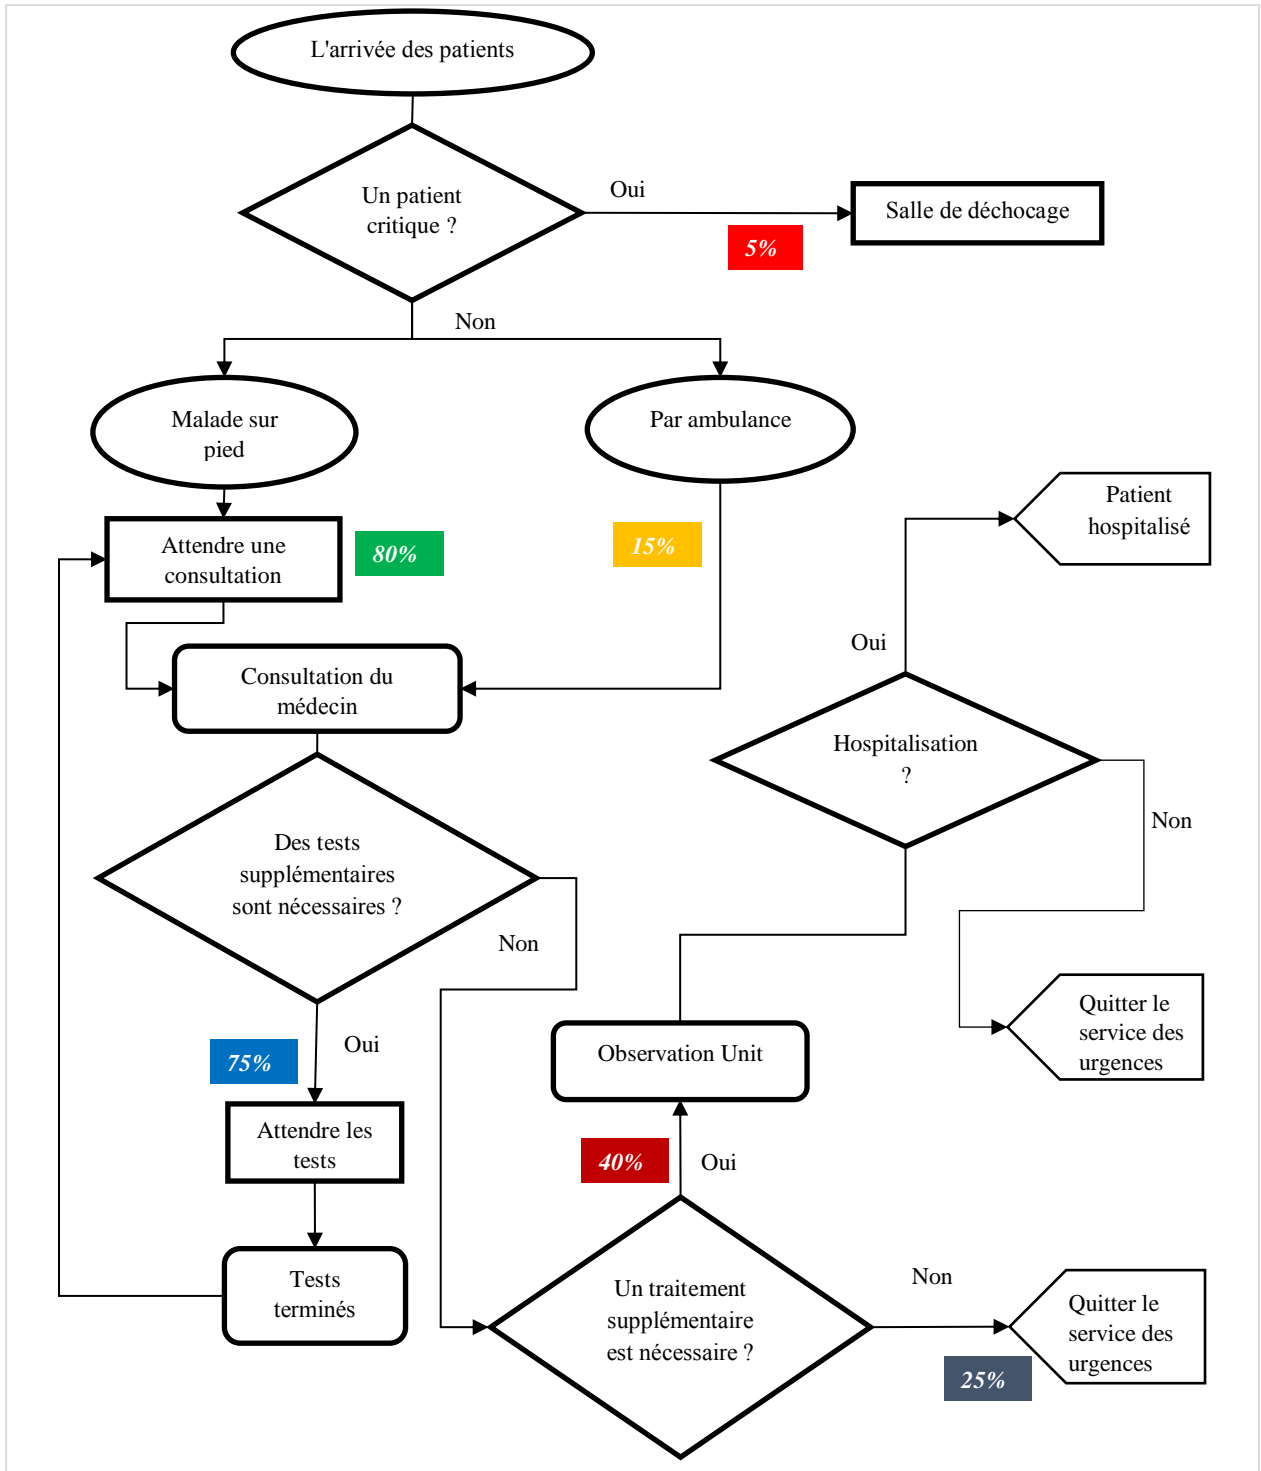 L'arrivée des patients
Un patient
critique ?
Oui
Salle de déchocage
5%
Non
Malade sur
pied
Par ambulance
Attendre une
consultation
80%
15%
Patient
hospitalisé
Oui
Consultation du
médecin
Hospitalisation
?
Non
Des tests
supplémentaires
sont nécessaires ?
Non
Quitter le
service des
urgences
Oui
75%
Observation Unit
Attendre les
tests
40%
Oui
Tests
terminés
Un traitement
supplémentaire
est nécessaire ?
Non
Quitter le
service des
urgences
25%